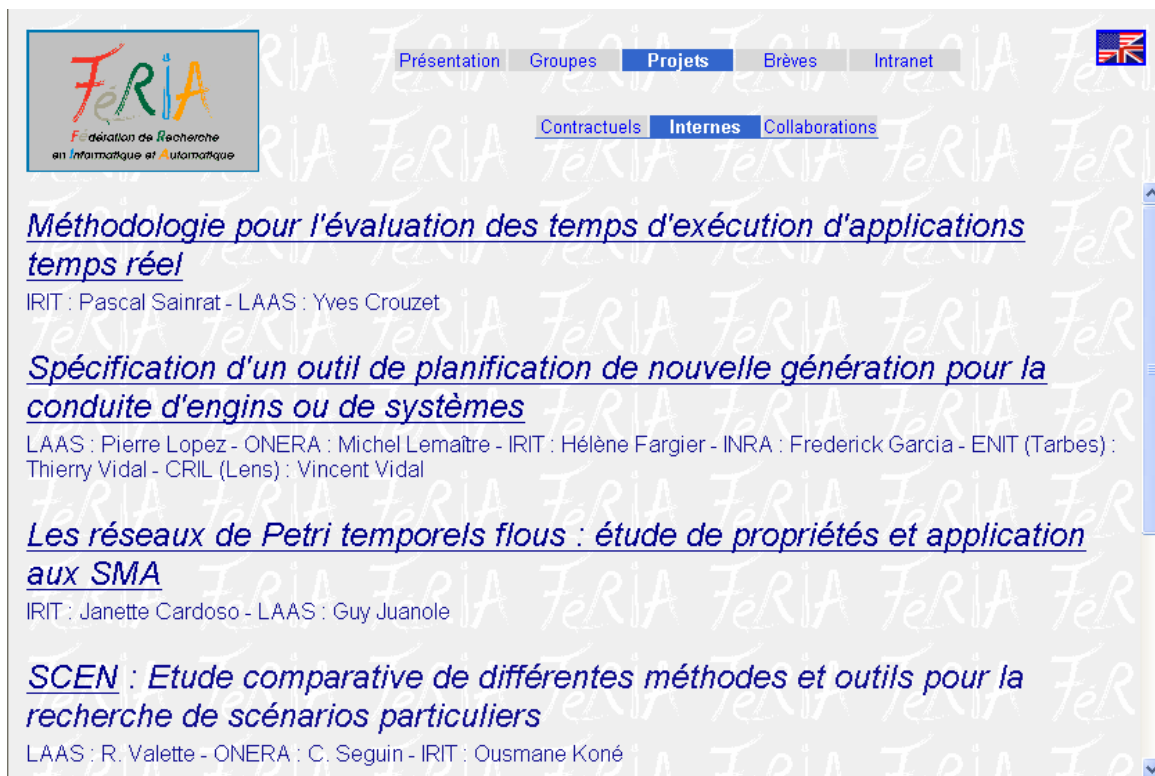 FéRIA
Fédération de Recherche
en Informatique et Automatique
Présentation Groupes Projets Brèves Intranet
Contractuels Internes Collaborations
Méthodologie pour l'évaluation des temps d'exécution d'applications
temps réel
IRIT : Pascal Sainrat - LAAS : Yves Crouzet
Spécification d'un outil de planification de nouvelle génération pour la
conduite d'engins ou de systèmes
LAAS : Pierre Lopez - ONERA : Michel Lemaître - IRIT : Hélène Fargier - INRA : Frederick Garcia - ENIT (Tarbes) :
Thierry Vidal - CRIL (Lens) : Vincent Vidal
Les réseaux de Petri temporels flous : étude de propriétés et application
aux SMA
IRIT : Janette Cardoso - LAAS : Guy Juanole
SCEN : Etude comparative de différentes méthodes et outils pour la
recherche de scénarios particuliers
LAAS : R. Valette - ONERA : C. Seguin - IRIT : Ousmane Koné